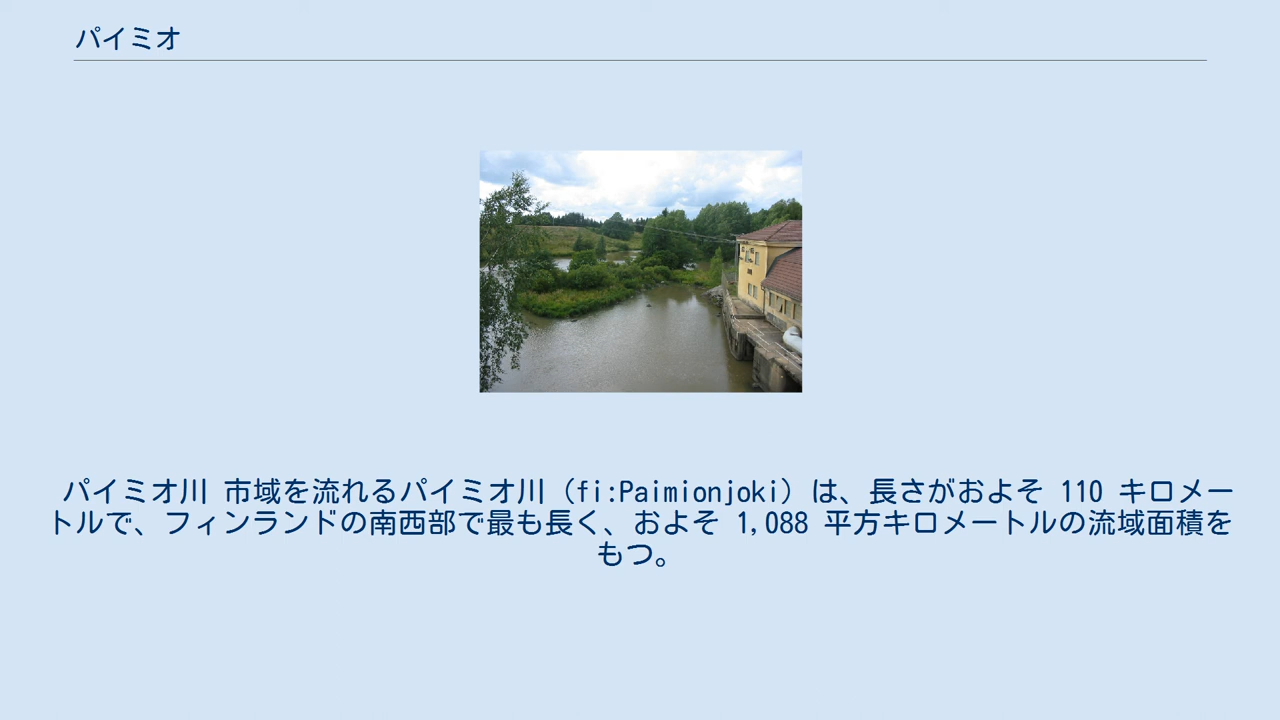 パイミオ
パイミオ川 市域を流れるパイミオ川（fi:Paimionjoki）は、長さがおよそ 110 キロメー
トルで、フィンランドの南西部で最も長く、およそ 1,088 平方キロメートルの流域面積を
もつ。